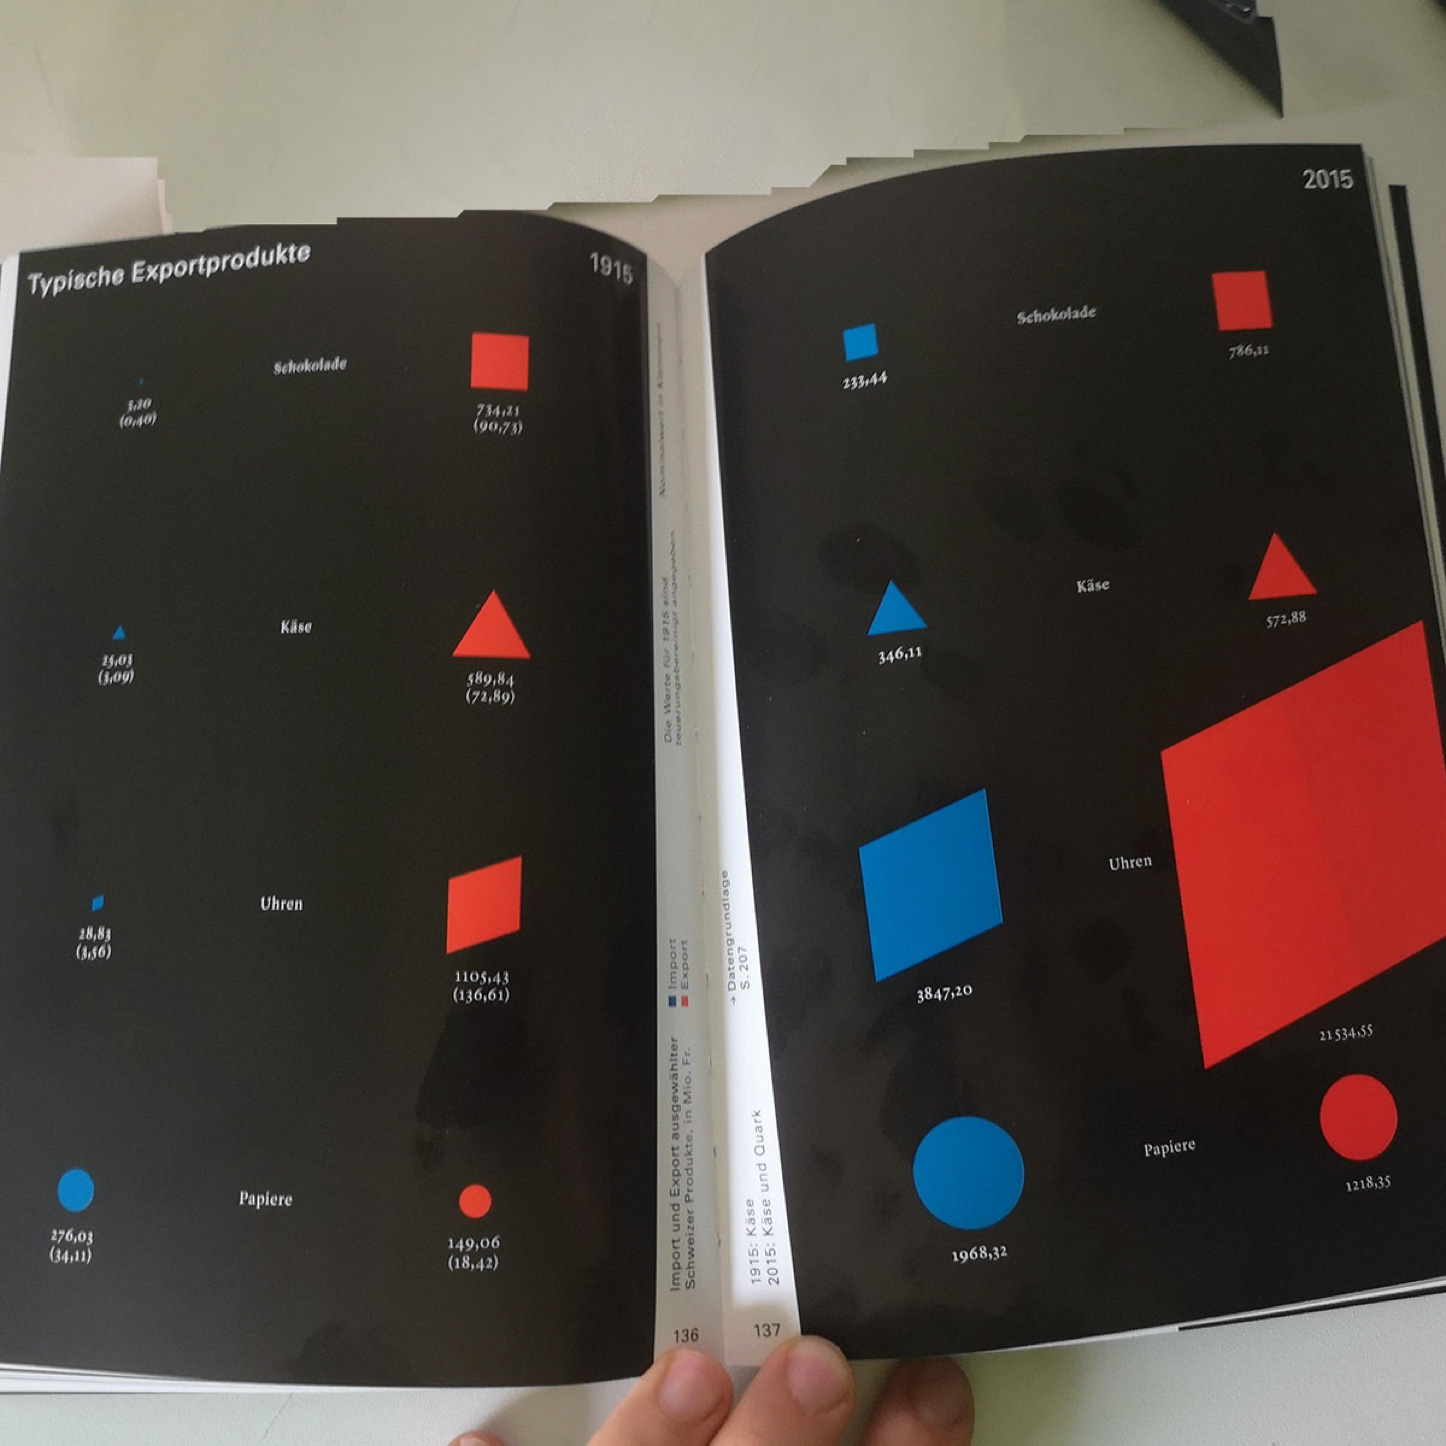 Typische Exportprodukte
1915
Schokolade
3,20
(0,40)
734,21
(90,73)
Käse
25,03
(3,09)
589,84
(72,89)
Uhren
28,83
(3,56)
1105,43
(136,61)
Papiere
276,03
(34,11)
149,06
(18,42)
Import und Export ausgewählter
Schweizer Produkte, in Mio. Fr.
Import
Export
Die Werte für 1915 sind
teuerungsbereinigt angegeben
Nominalwert in Klammern
136
2015
Schokolade
233,44
786,11
Käse
346,11
572,88
Uhren
3847,20
21 534,55
Papiere
1968,32
1218,35
1915: Käse
2015: Käse und Quark
→ Datengrundlage
S. 207
137